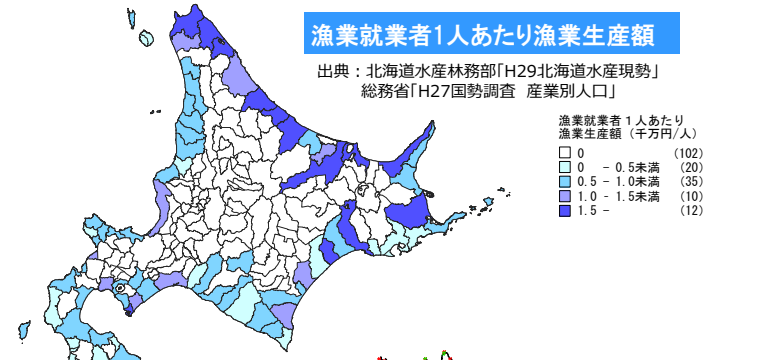 漁業就業者1人あたり漁業生産額
出典：北海道水産林務部「H29北海道水産現勢」
総務省「H27国勢調査 産業別人口」
漁業就業者１人あたり
漁業生産額（千万円/人）
0 (102)
0 - 0.5未満 (20)
0.5 - 1.0未満 (35)
1.0 - 1.5未満 (10)
1.5 - (12)